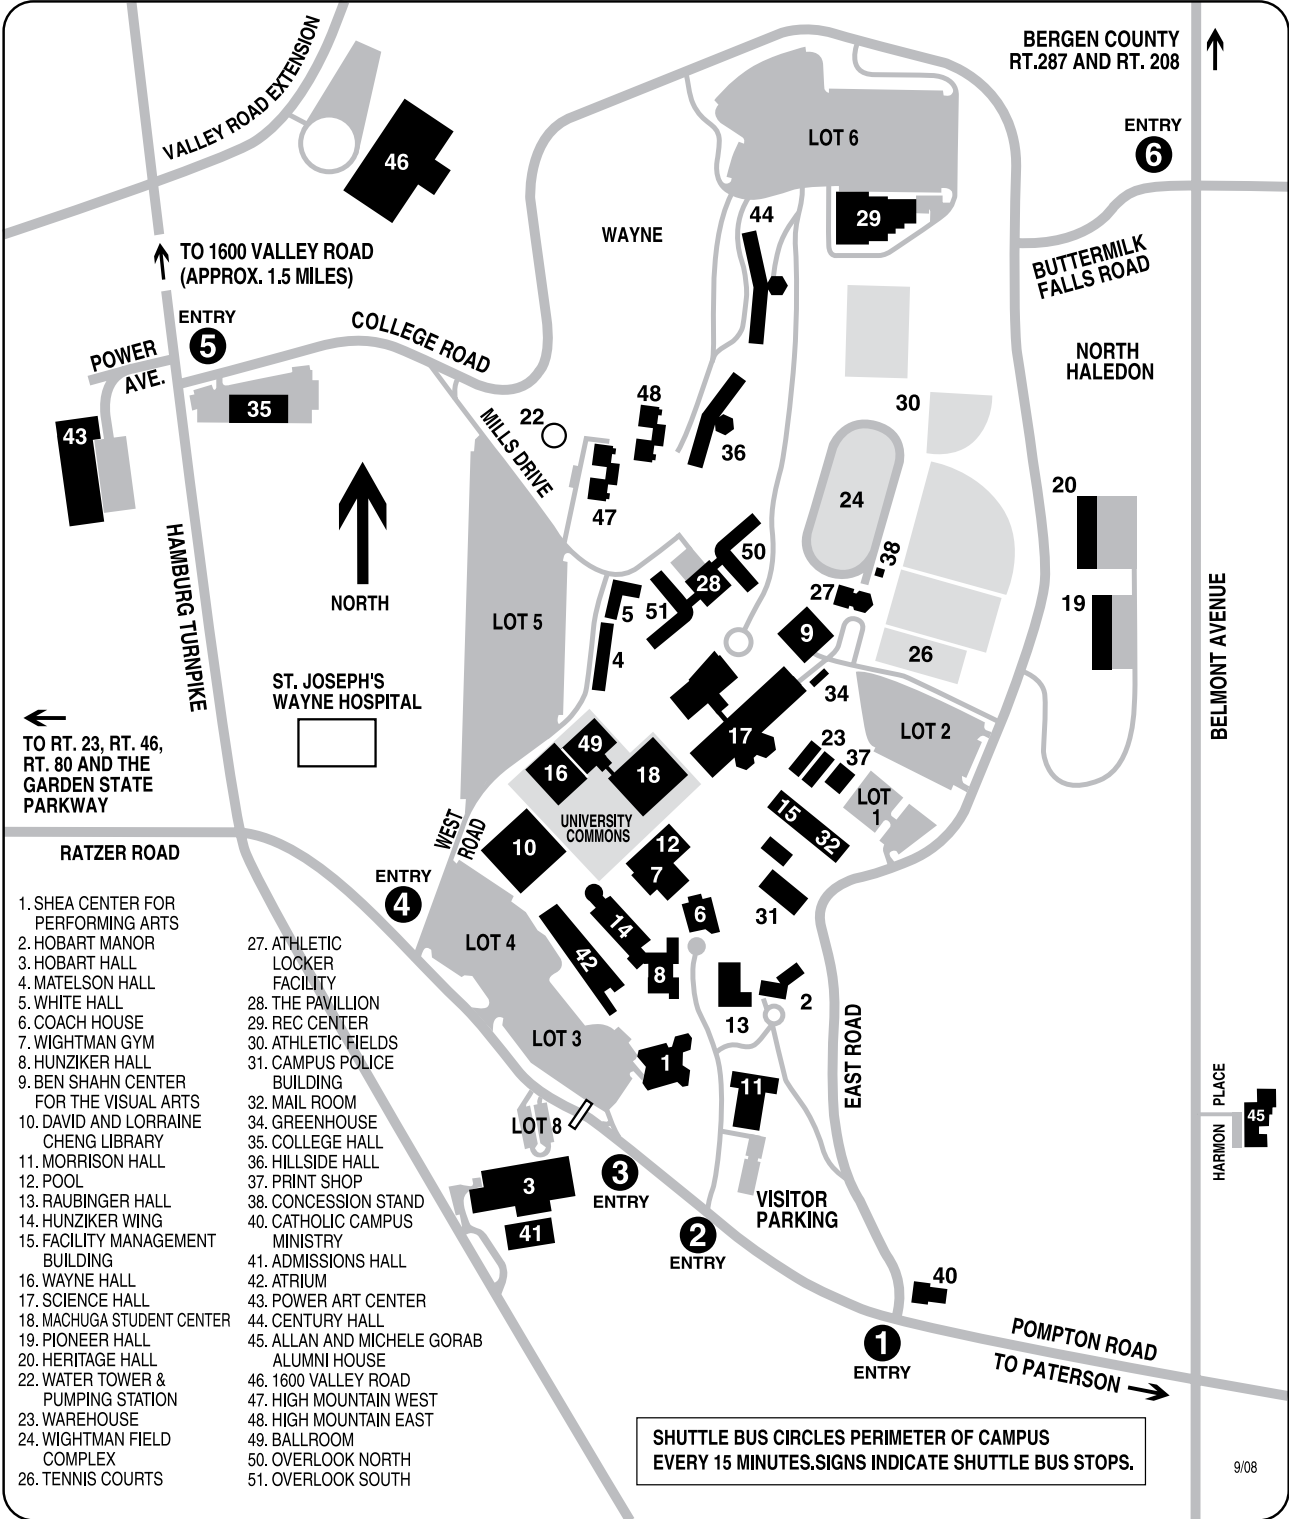 BERGEN COUNTY
RT.287 AND RT. 208
ENTRY
6
VALLEY ROAD EXTENSION
46
LOT 6
29
44
WAYNE
BUTTERMILK
FALLS ROAD
TO 1600 VALLEY ROAD
(APPROX. 1.5 MILES)
ENTRY
5
COLLEGE ROAD
POWER
AVE.
NORTH
HALEDON
35
43
30
48
22
36
MILLS DRIVE
47
24
20
HAMBURG TURNPIKE
NORTH
50
28
38
27
51
5
LOT 5
19
9
BELMONT AVENUE
4
26
34
ST. JOSEPH'S
WAYNE HOSPITAL
TO RT. 23, RT. 46,
RT. 80 AND THE
GARDEN STATE
PARKWAY
17
LOT 2
49
23
37
16
18
LOT
1
15
32
UNIVERSITY
COMMONS
WEST
ROAD
10
12
7
RATZER ROAD
ENTRY
4
31
6
14
LOT 4
42
8
2
13
EAST ROAD
LOT 3
1
11
HARMON PLACE
45
LOT 8
3
ENTRY
3
41
VISITOR
PARKING
2
ENTRY
40
1
ENTRY
POMPTON ROAD
TO PATERSON
1. SHEA CENTER FOR
PERFORMING ARTS
2. HOBART MANOR
3. HOBART HALL
4. MATELSON HALL
5. WHITE HALL
6. COACH HOUSE
7. WIGHTMAN GYM
8. HUNZIKER HALL
9. BEN SHAHN CENTER
FOR THE VISUAL ARTS
10. DAVID AND LORRAINE
CHENG LIBRARY
11. MORRISON HALL
12. POOL
13. RAUBINGER HALL
14. HUNZIKER WING
15. FACILITY MANAGEMENT
BUILDING
16. WAYNE HALL
17. SCIENCE HALL
18. MACHUGA STUDENT CENTER
19. PIONEER HALL
20. HERITAGE HALL
22. WATER TOWER &
PUMPING STATION
23. WAREHOUSE
24. WIGHTMAN FIELD
COMPLEX
26. TENNIS COURTS
27. ATHLETIC
LOCKER
FACILITY
28. THE PAVILLION
29. REC CENTER
30. ATHLETIC FIELDS
31. CAMPUS POLICE
BUILDING
32. MAIL ROOM
34. GREENHOUSE
35. COLLEGE HALL
36. HILLSIDE HALL
37. PRINT SHOP
38. CONCESSION STAND
40. CATHOLIC CAMPUS
MINISTRY
41. ADMISSIONS HALL
42. ATRIUM
43. POWER ART CENTER
44. CENTURY HALL
45. ALLAN AND MICHELE GORAB
ALUMNI HOUSE
46. 1600 VALLEY ROAD
47. HIGH MOUNTAIN WEST
48. HIGH MOUNTAIN EAST
49. BALLROOM
50. OVERLOOK NORTH
51. OVERLOOK SOUTH
SHUTTLE BUS CIRCLES PERIMETER OF CAMPUS
EVERY 15 MINUTES.SIGNS INDICATE SHUTTLE BUS STOPS.
9/08